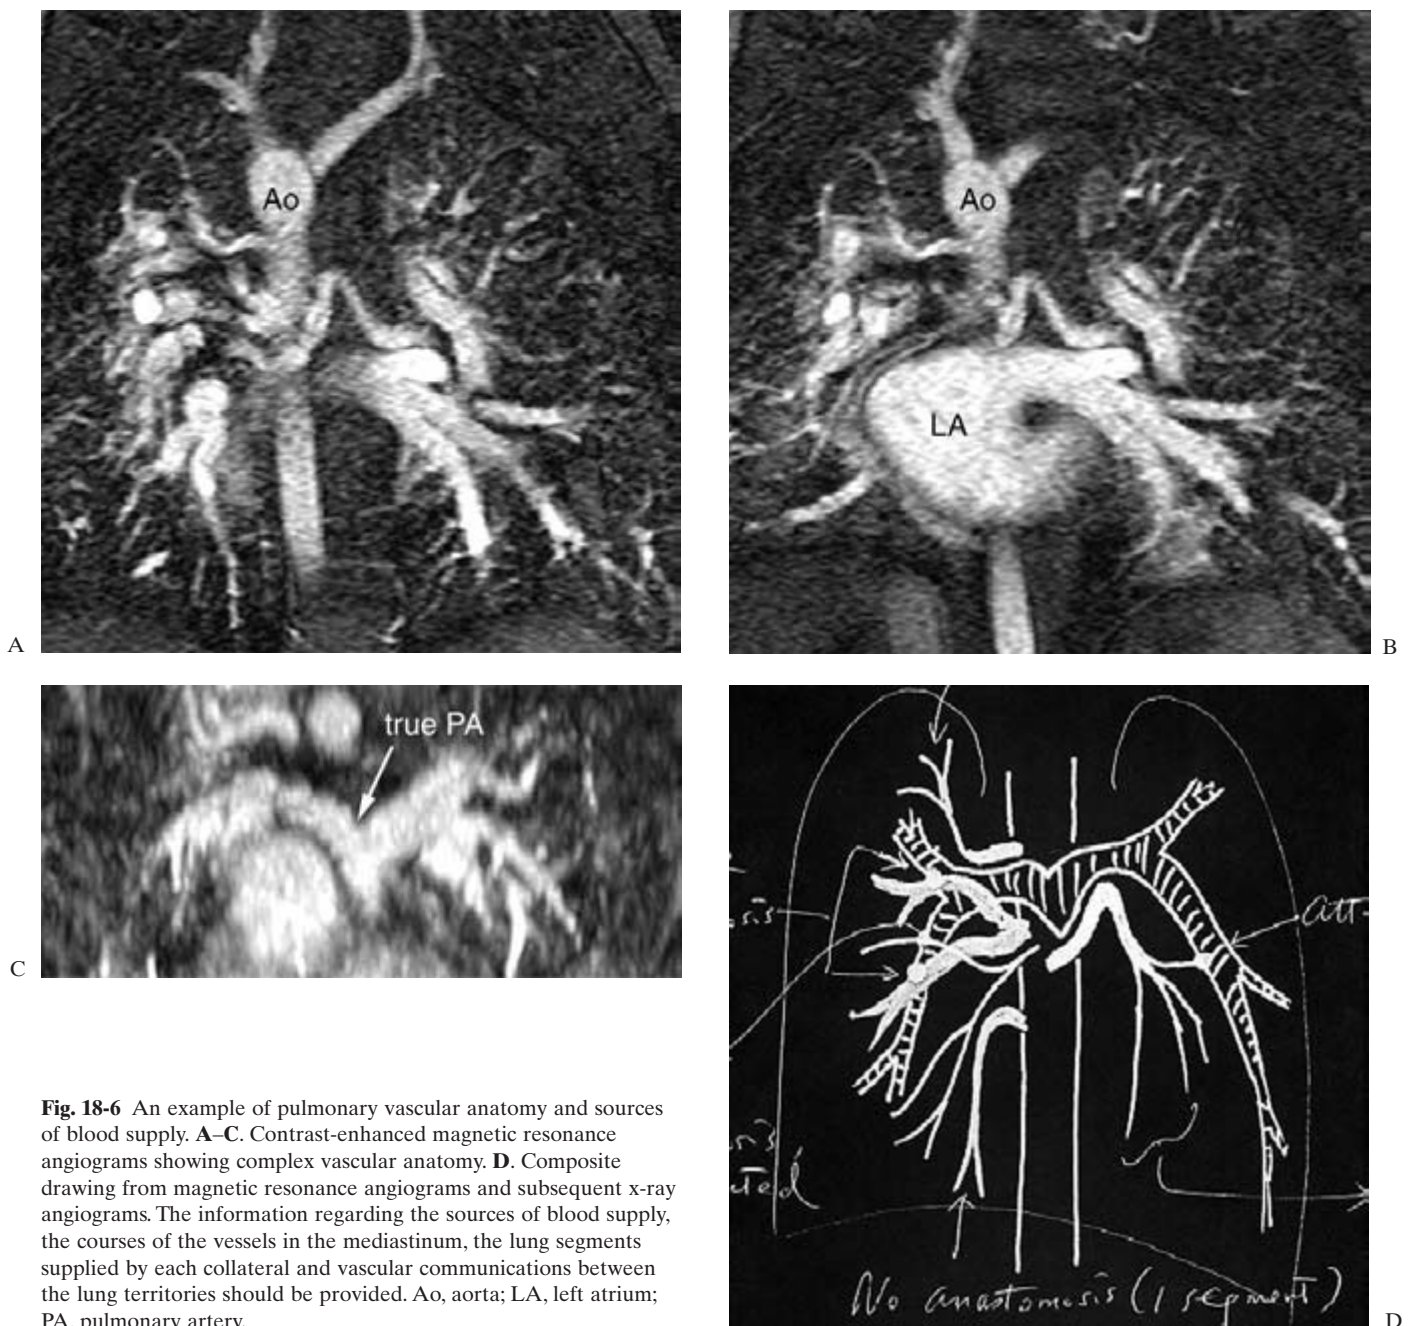 Ao
Ao
LA
A
B
true PA
C
att-
No anastomosis (1 segment)
D
Fig. 18-6 An example of pulmonary vascular anatomy and sources
of blood supply. A–C. Contrast-enhanced magnetic resonance
angiograms showing complex vascular anatomy. D. Composite
drawing from magnetic resonance angiograms and subsequent x-ray
angiograms. The information regarding the sources of blood supply,
the courses of the vessels in the mediastinum, the lung segments
supplied by each collateral and vascular communications between
the lung territories should be provided. Ao, aorta; LA, left atrium;
PA, pulmonary artery.